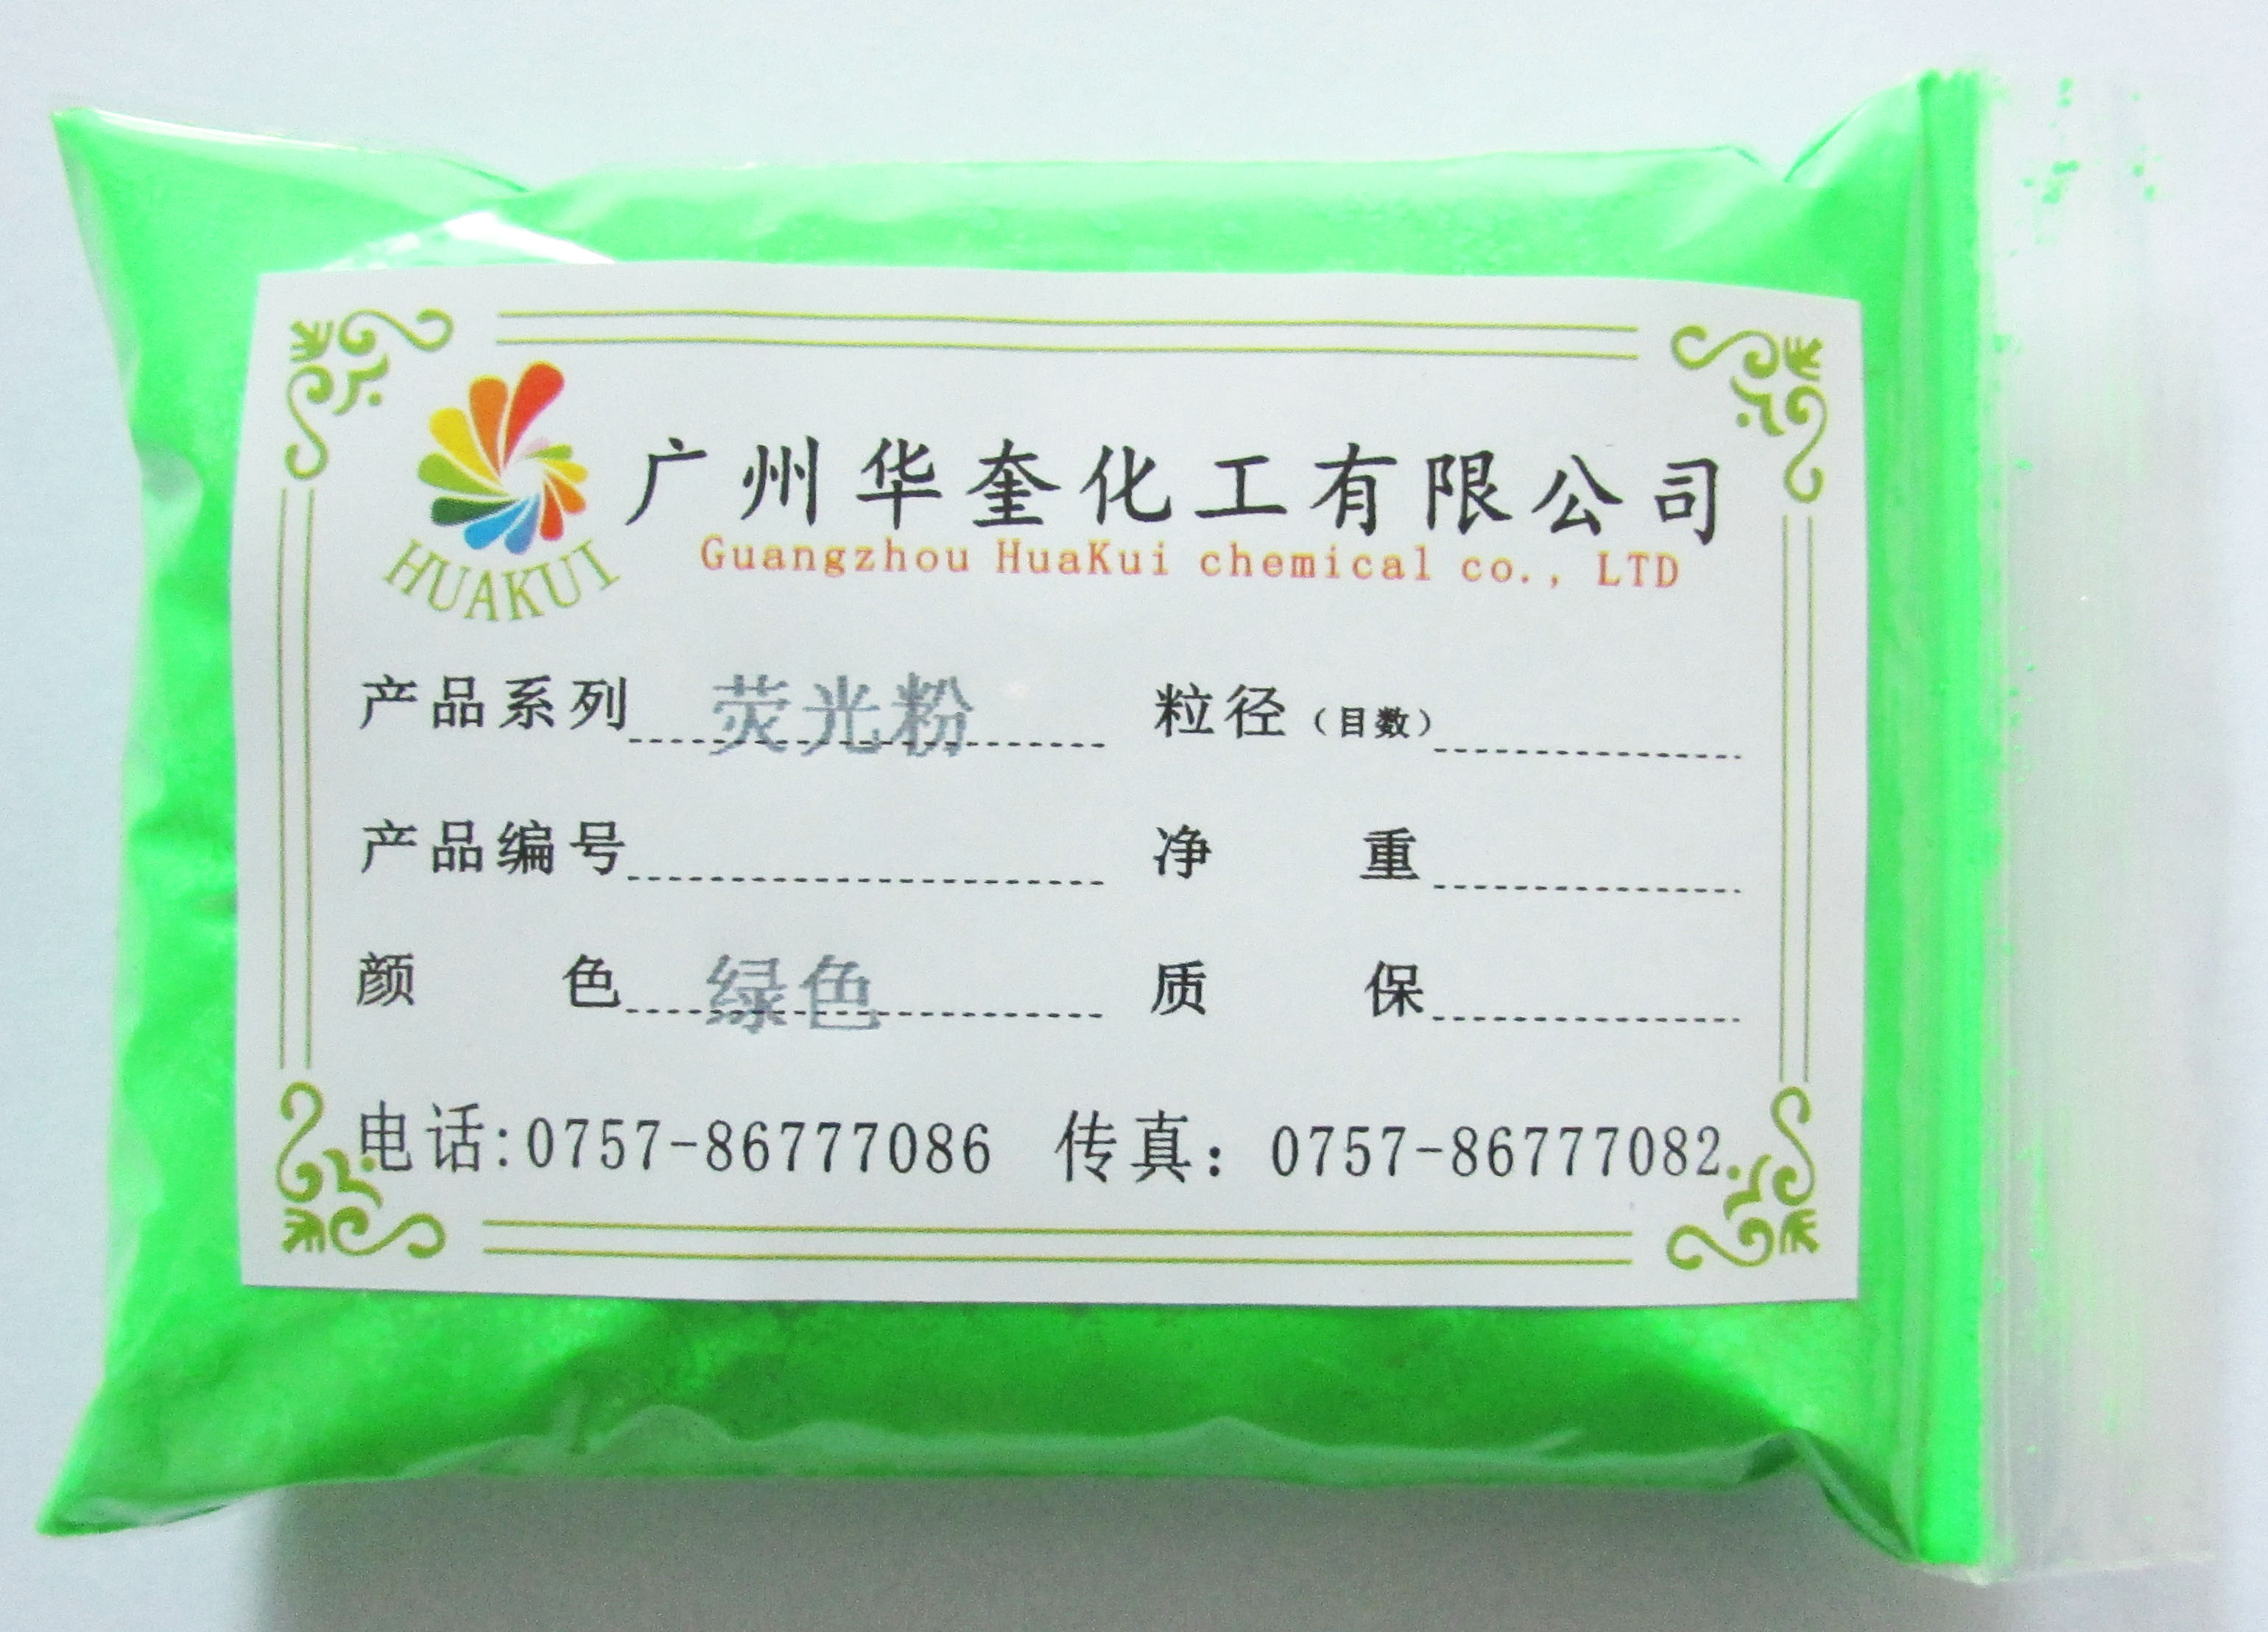 广州华奎化工有限公司
Guangzhou HuaKui chemical co., LTD
HUAKUI
产品系列 荧光粉 粒径（目数）
产品编号 净 重
颜 色 绿色 质 保
电话:0757-86777086 传真：0757-86777082